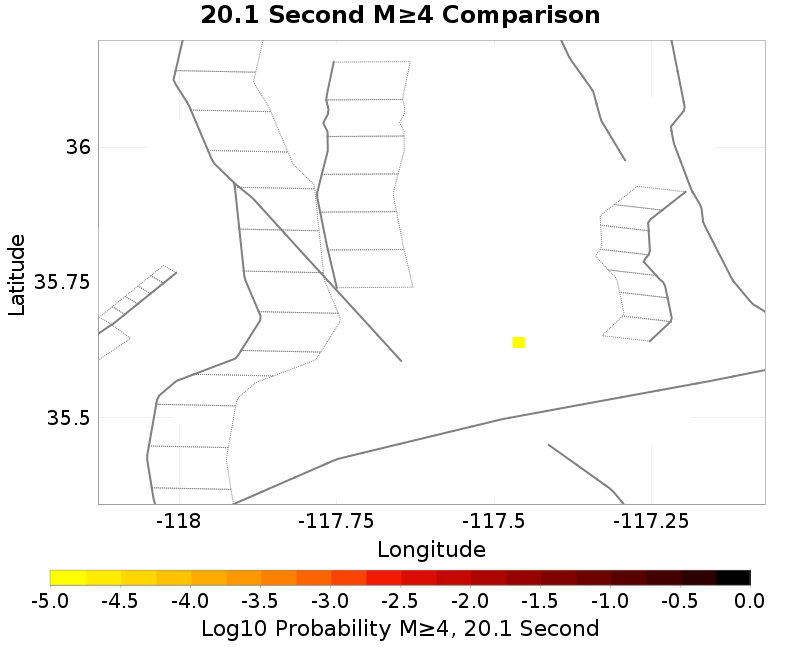 20.1 Second M≥4 Comparison
36
35.75
35.5
Latitude
-118 -117.75 -117.5 -117.25
Longitude
-5.0 -4.5 -4.0 -3.5 -3.0 -2.5 -2.0 -1.5 -1.0 -0.5 0.0
Log10 Probability M≥4, 20.1 Second